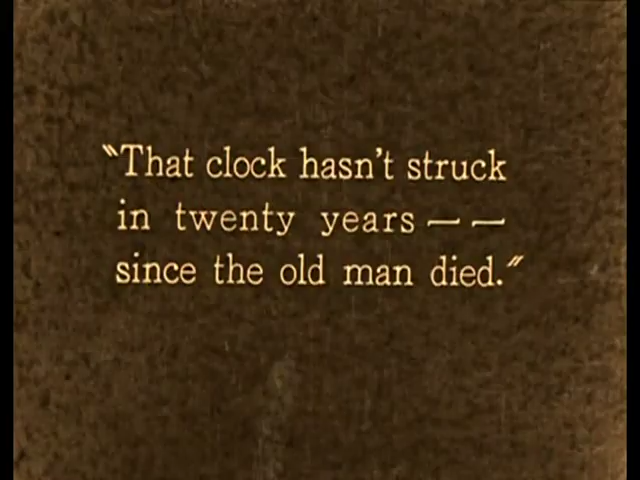 "That clock hasn't struck
in twenty years — —
since the old man died."